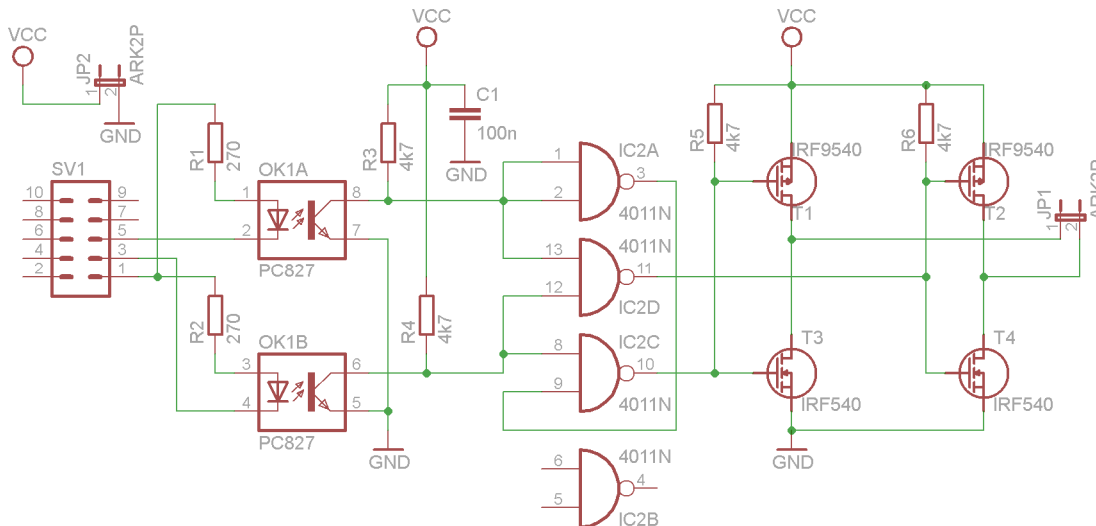 VCC
JP2
1
2
ARK2P
GND
SV1
10
8
6
4
2
9
7
5
3
1
R1
270
R2
270
OK1A
1
2
8
7
PC827
OK1B
3
4
6
5
PC827
VCC
R3
4k7
C1
100n
GND
R4
4k7
GND
IC2A
1
2
3
4011N
4011N
13
12
11
IC2D
IC2C
8
9
10
4011N
4011N
6
5
4
IC2B
VCC
R5
4k7
IRF9540
T1
R6
4k7
IRF9540
T2
JP1
1
2
ARK2P
T3
IRF540
T4
IRF540
GND